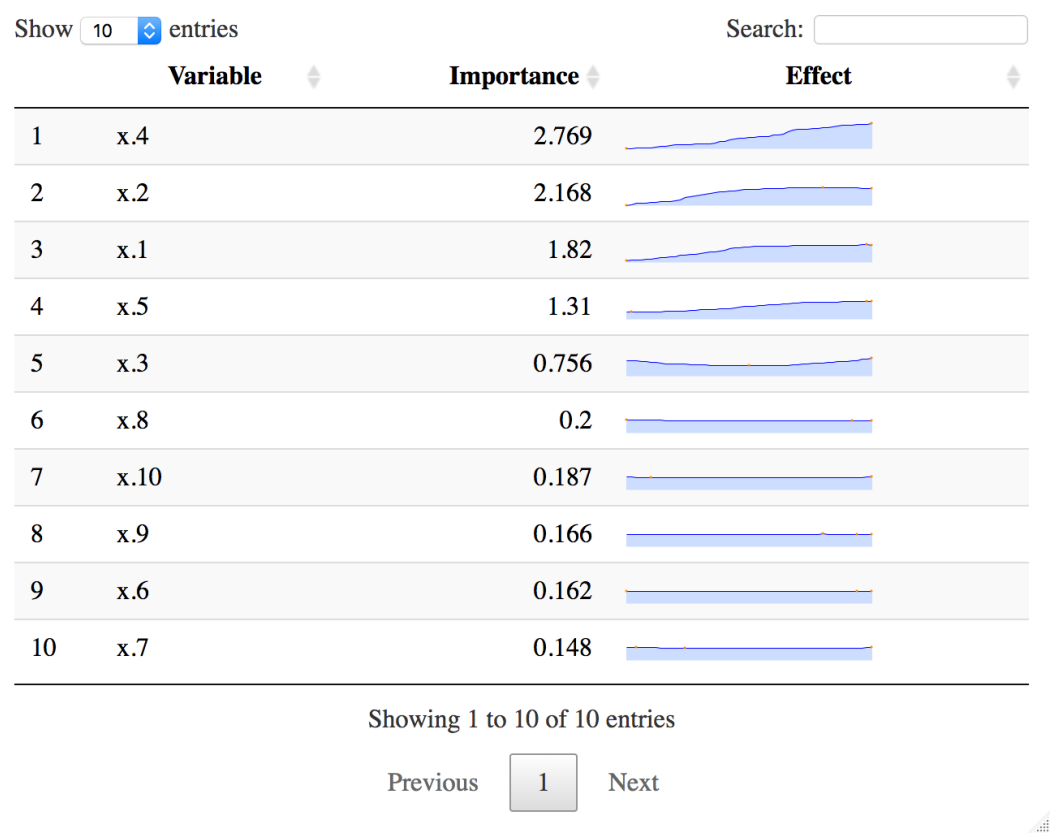 Show 10 entries Search:
Variable Importance Effect
1 x.4 2.769
2 x.2 2.168
3 x.1 1.82
4 x.5 1.31
5 x.3 0.756
6 x.8 0.2
7 x.10 0.187
8 x.9 0.166
9 x.6 0.162
10 x.7 0.148
Showing 1 to 10 of 10 entries
Previous 1 Next